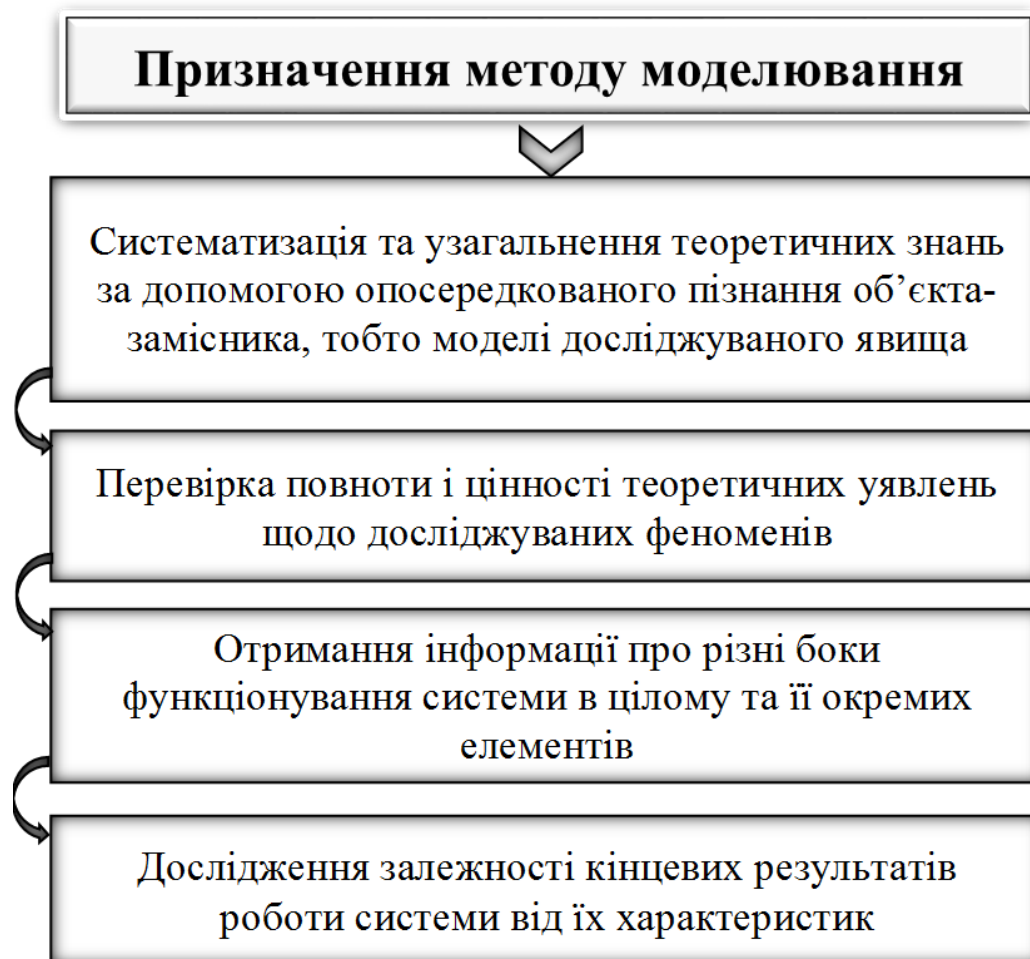 Призначення методу моделювання
Систематизація та узагальнення теоретичних знань
за допомогою опосередкованого пізнання об’єкта-
замісника, тобто моделі досліджуваного явища
Перевірка повноти і цінності теоретичних уявлень
щодо досліджуваних феноменів
Отримання інформації про різні боки
функціонування системи в цілому та її окремих
елементів
Дослідження залежності кінцевих результатів
роботи системи від їх характеристик